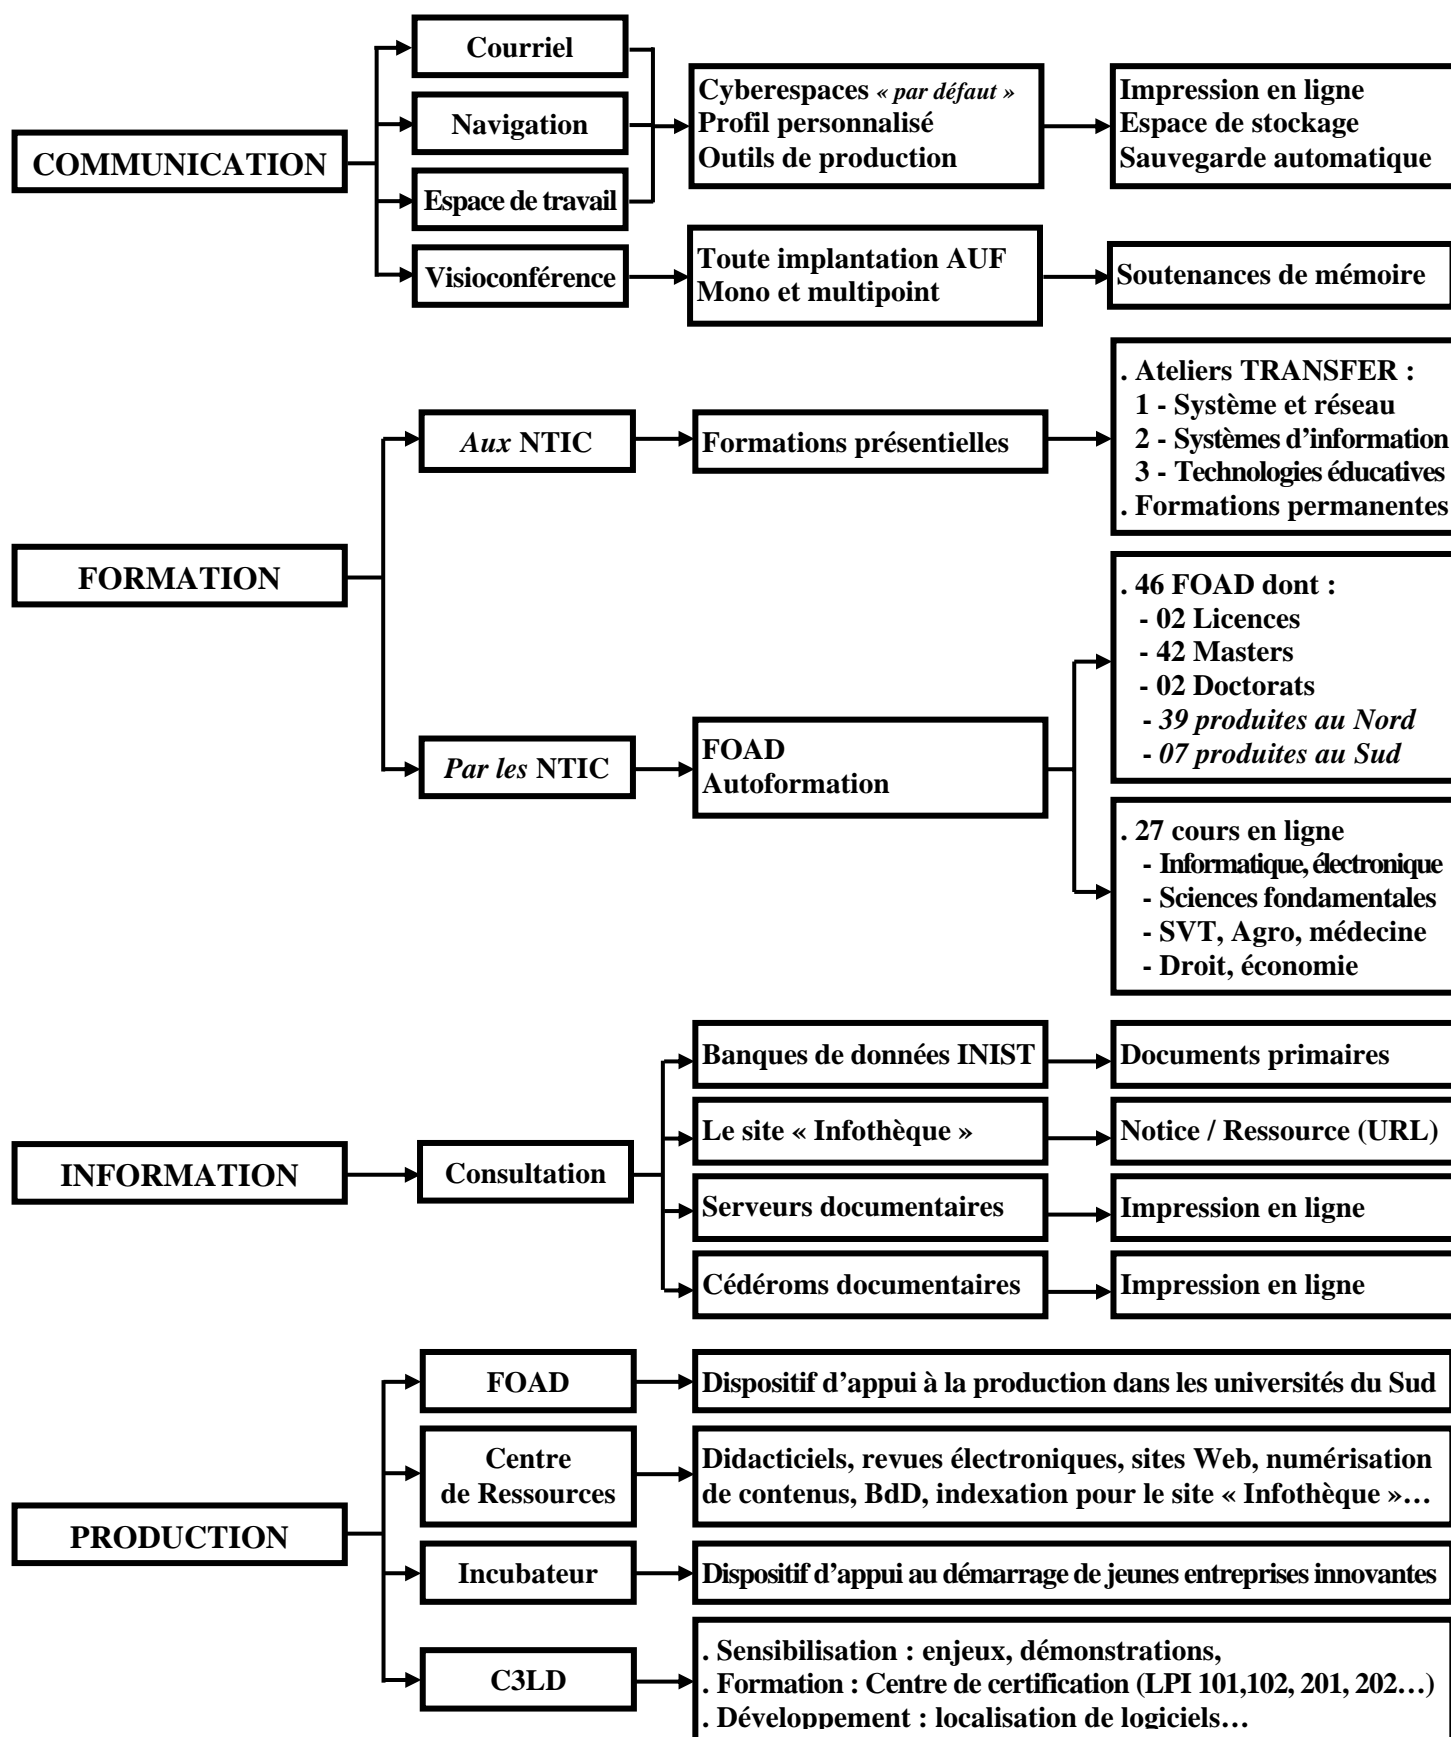 COMMUNICATION
Courriel
Navigation
Espace de travail
Visioconférence
Cyberespaces « par défaut »
Profil personnalisé
Outils de production
Impression en ligne
Espace de stockage
Sauvegarde automatique
Toute implantation AUF
Mono et multipoint
Soutenances de mémoire
FORMATION
Aux NTIC
Formations présentielles
. Ateliers TRANSFER :
1 - Système et réseau
2 - Systèmes d’information
3 - Technologies éducatives
. Formations permanentes
Par les NTIC
FOAD
Autoformation
. 46 FOAD dont :
- 02 Licences
- 42 Masters
- 02 Doctorats
- 39 produites au Nord
- 07 produites au Sud
. 27 cours en ligne
- Informatique, électronique
- Sciences fondamentales
- SVT, Agro, médecine
- Droit, économie
INFORMATION
Consultation
Banques de données INIST
Documents primaires
Le site « Infothèque »
Notice / Ressource (URL)
Serveurs documentaires
Impression en ligne
Cédéroms documentaires
Impression en ligne
PRODUCTION
FOAD
Dispositif d’appui à la production dans les universités du Sud
Centre
de Ressources
Didacticiels, revues électroniques, sites Web, numérisation
de contenus, BdD, indexation pour le site « Infothèque »…
Incubateur
Dispositif d’appui au démarrage de jeunes entreprises innovantes
C3LD
. Sensibilisation : enjeux, démonstrations,
. Formation : Centre de certification (LPI 101,102, 201, 202…)
. Développement : localisation de logiciels…